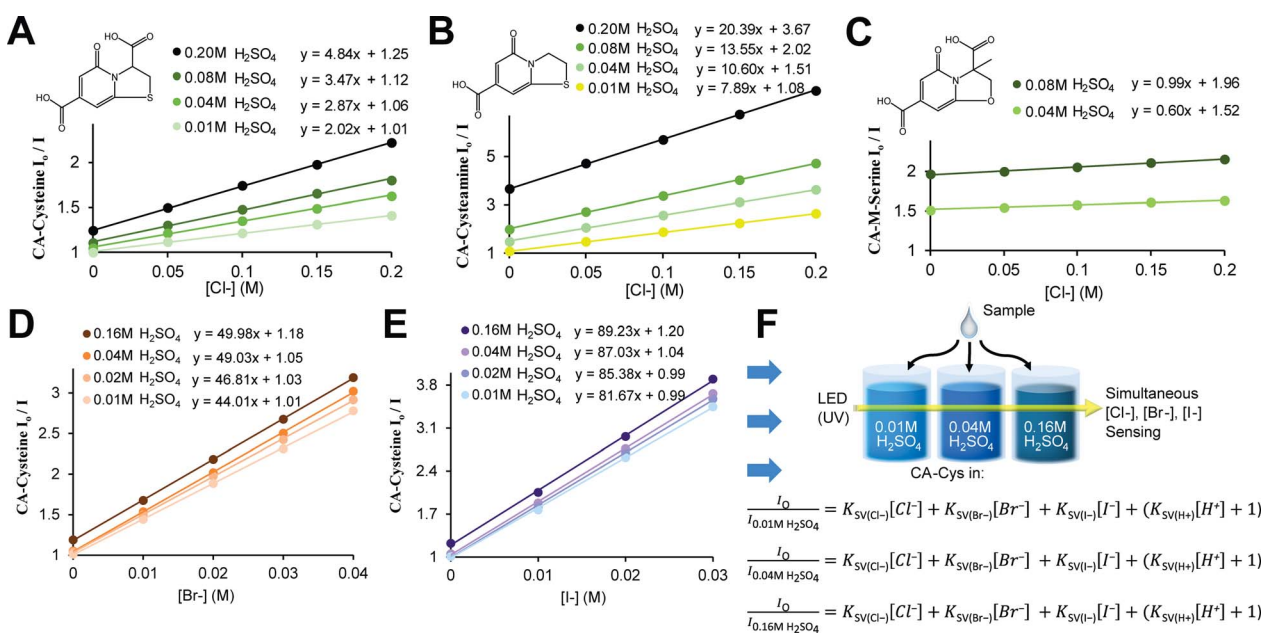 A
0.20M H2SO4 y = 4.84x + 1.25
0.08M H2SO4 y = 3.47x + 1.12
0.04M H2SO4 y = 2.87x + 1.06
0.01M H2SO4 y = 2.02x + 1.01
O
OH
O
N
HO
S
O
CA-Cysteine Io / I
2
1.5
1
0 0.05 0.1 0.15 0.2
[Cl-] (M)
B
0.20M H2SO4 y = 20.39x + 3.67
0.08M H2SO4 y = 13.55x + 2.02
0.04M H2SO4 y = 10.60x + 1.51
0.01M H2SO4 y = 7.89x + 1.08
O
N
HO
S
O
CA-Cysteamine Io / I
5
3
1
0 0.05 0.1 0.15 0.2
[Cl-] (M)
C
0.08M H2SO4 y = 0.99x + 1.96
0.04M H2SO4 y = 0.60x + 1.52
HO
O
O
N
HO
O
O
CA-M-Serine Io / I
2
1.5
1
0 0.05 0.1 0.15 0.2
[Cl-] (M)
D
0.16M H2SO4 y = 49.98x + 1.18
0.04M H2SO4 y = 49.03x + 1.05
0.02M H2SO4 y = 46.81x + 1.03
0.01M H2SO4 y = 44.01x + 1.01
CA-Cysteine Io / I
3
2.5
2
1.5
1
0 0.01 0.02 0.03 0.04
[Br-] (M)
E
0.16M H2SO4 y = 89.23x + 1.20
0.04M H2SO4 y = 87.03x + 1.04
0.02M H2SO4 y = 85.38x + 0.99
0.01M H2SO4 y = 81.67x + 0.99
CA-Cysteine Io / I
3.8
3.1
2.4
1.7
1
0 0.01 0.02 0.03
[I-] (M)
F
Sample
LED
(UV)
0.01M
H2SO4
0.04M
H2SO4
0.16M
H2SO4
Simultaneous
[Cl-], [Br-], [I-]
Sensing
CA-Cys in:
IO / I0.01M H2SO4 = KSV(Cl−)[Cl−] + KSV(Br−)[Br−] + KSV(I−)[I−] + (KSV(H+)[H+] + 1)
IO / I0.04M H2SO4 = KSV(Cl−)[Cl−] + KSV(Br−)[Br−] + KSV(I−)[I−] + (KSV(H+)[H+] + 1)
IO / I0.16M H2SO4 = KSV(Cl−)[Cl−] + KSV(Br−)[Br−] + KSV(I−)[I−] + (KSV(H+)[H+] + 1)